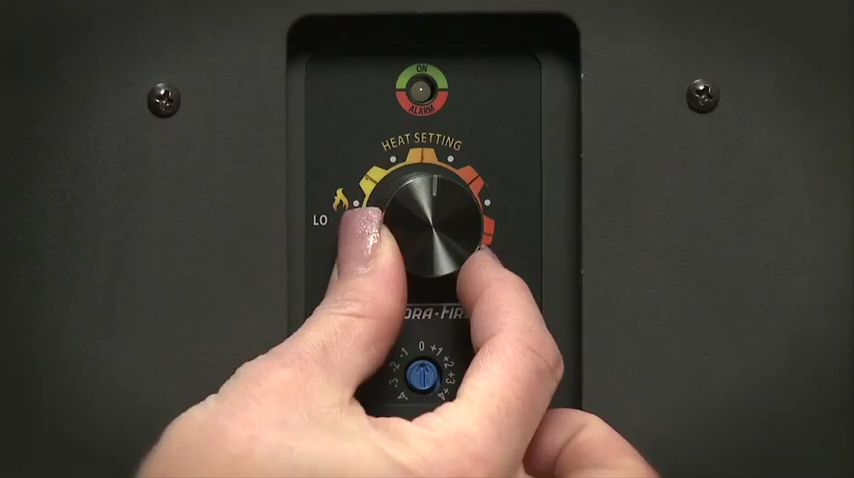 ON
ALARM
HEAT SETTING
LO
-4 -3 -2 -1 0 +1 +2 +3 +4